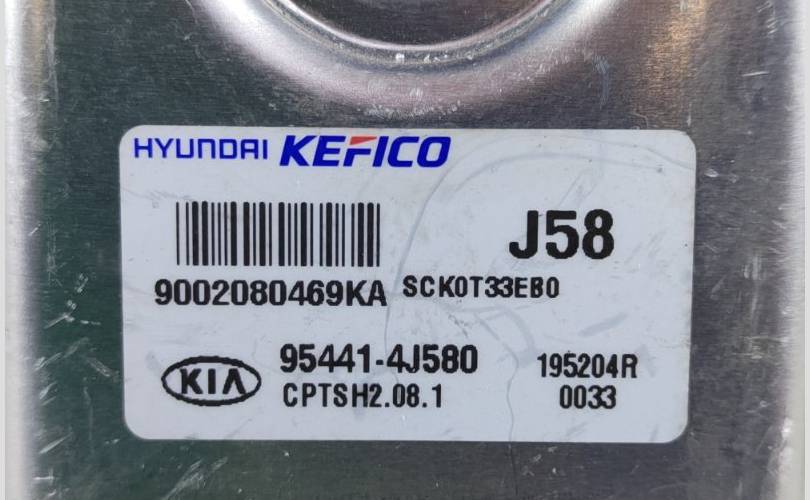 HYUNDAI KEFICO
J58
9002080469KA SCK0T33EB0
KIA
95441-4J580 195204R
CPTSH2.08.1 0033